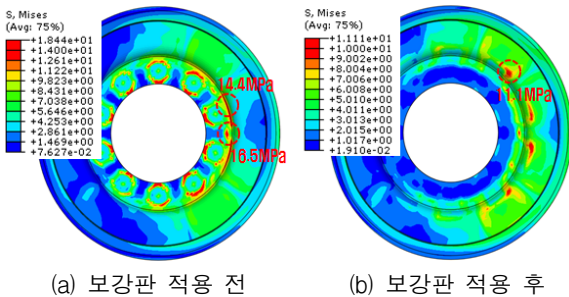 S, Mises
(Avg: 75%)
+1.844e+01
+1.400e+01
+1.261e+01
+1.122e+01
+9.823e+00
+8.431e+00
+7.038e+00
+5.646e+00
+4.253e+00
+2.861e+00
+1.469e+00
+7.627e-02
14.4MPa
16.5MPa
(a) 보강판 적용 전
S, Mises
(Avg: 75%)
+1.111e+01
+1.000e+01
+9.002e+00
+8.004e+00
+7.006e+00
+6.008e+00
+5.010e+00
+4.011e+00
+3.013e+00
+2.015e+00
+1.017e+00
+1.910e-02
11.1MPa
(b) 보강판 적용 후